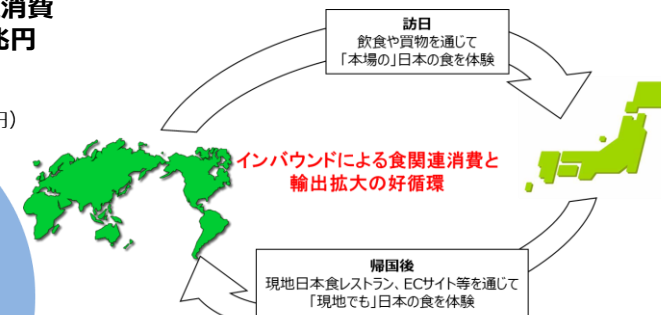 消費
兆円
円）
訪日
飲食や買物を通じて
「本場の」日本の食を体験
インバウンドによる食関連消費と
輸出拡大の好循環
帰国後
現地日本食レストラン、ECサイト等を通じて
「現地でも」日本の食を体験